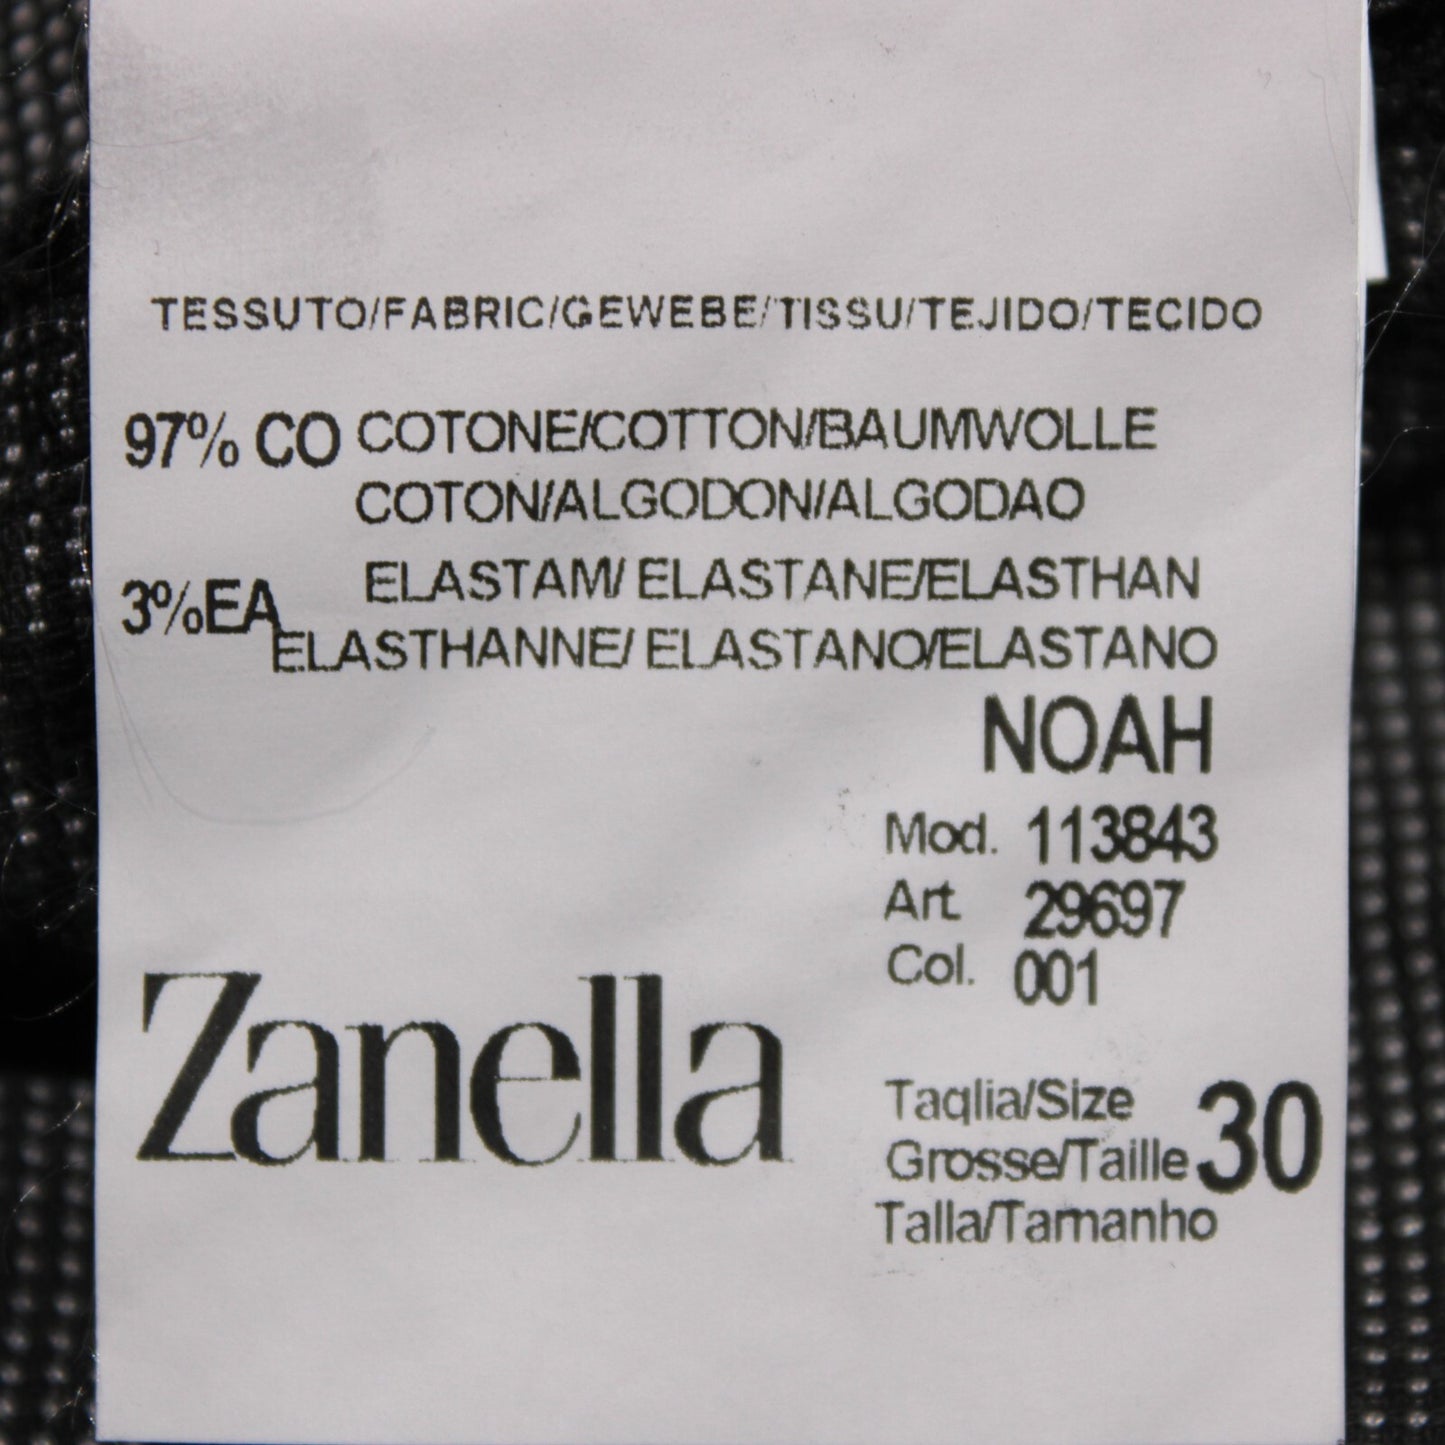 TESSUTO/FABRIC/GEWEBE/TISSU/TEJIDO/TECIDO
97% CO COTONE/COTTON/BAUMWOLLE
COTON/ALGODON/ALGODAO
3%EA ELASTAM/ ELASTANE/ELASTHAN
ELASTHANNE/ ELASTANO/ELASTANO
NOAH
Mod. 113843
Art. 29697
Col. 001
Zanella
Taglia/Size
Grosse/Taille 30
Talla/Tamanho